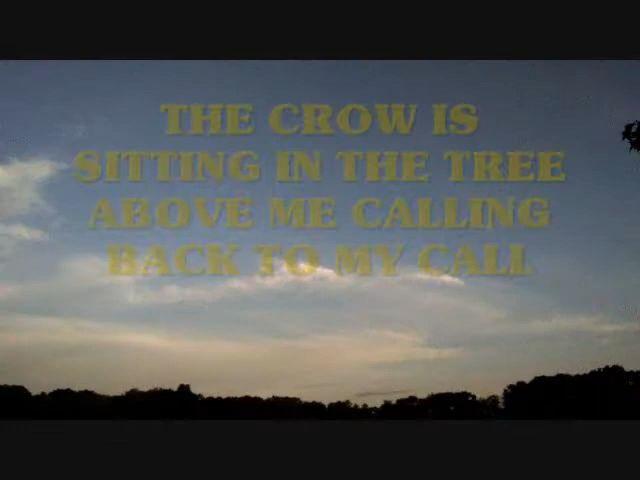 THE CROW IS
SITTING IN THE TREE
ABOVE ME CALLING
BACK TO MY CALL